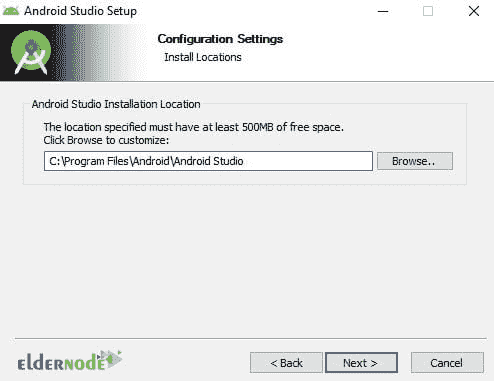 Android Studio Setup
Configuration Settings
Install Locations
Android Studio Installation Location
The location specified must have at least 500MB of free space.
Click Browse to customize:
C:\Program Files\Android\Android Studio
Browse..
eldernode
< Back
Next >
Cancel